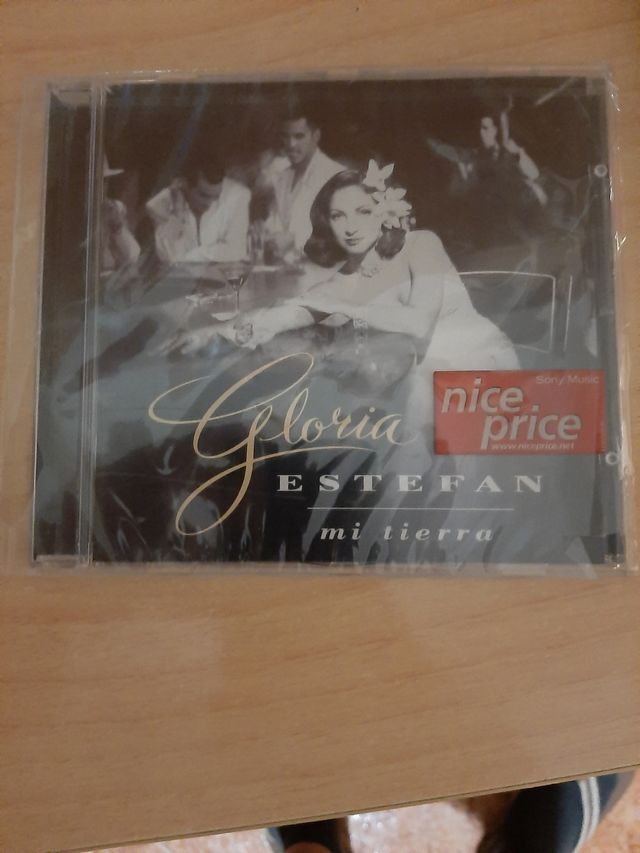 Sony Music
nice
price
www.niceprice.net
Gloria
ESTEFAN
mi tierra